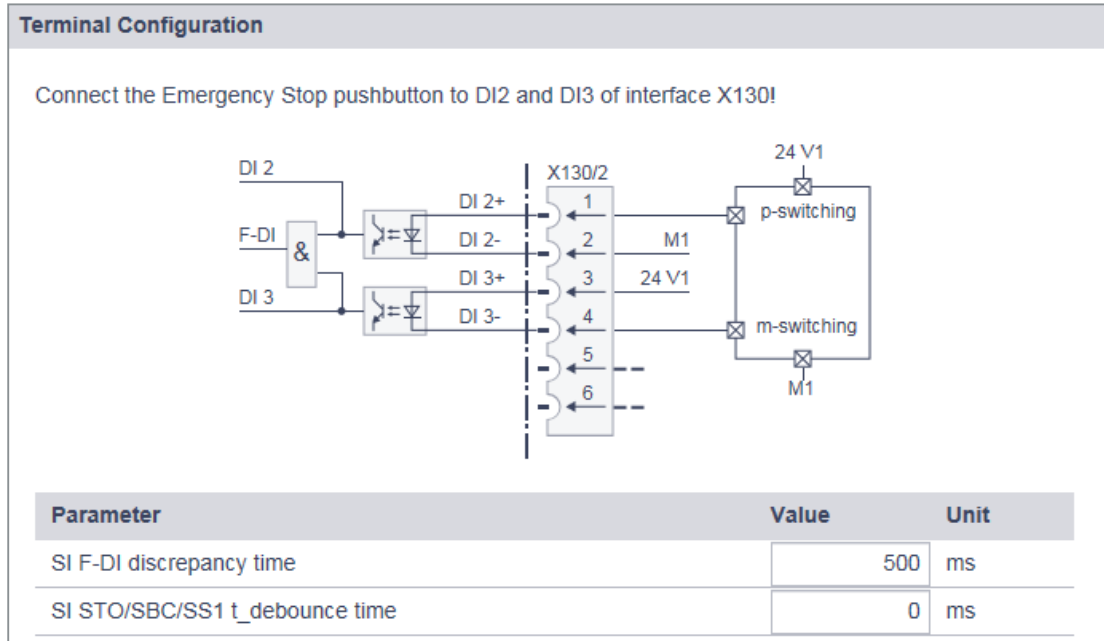 Terminal Configuration
Connect the Emergency Stop pushbutton to DI2 and DI3 of interface X130!
24 V1
DI 2
X130/2
DI 2+
1
p-switching
F-DI
&
DI 2-
2
M1
DI 3+
3
24 V1
DI 3
DI 3-
4
m-switching
5
M1
6
Parameter Value Unit
SI F-DI discrepancy time 500 ms
SI STO/SBC/SS1 t_debounce time 0 ms